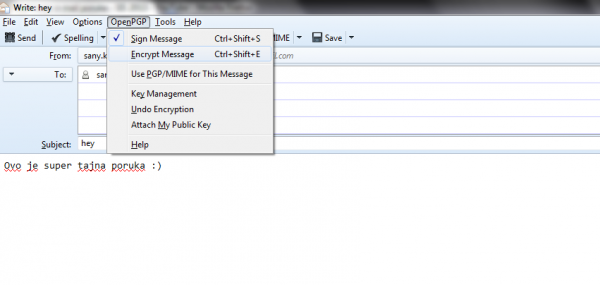 Write: hey
File Edit View Options OpenPGP Tools Help
Send Spelling MIME Save
Sign Message Ctrl+Shift+S
Encrypt Message Ctrl+Shift+E
Use PGP/MIME for This Message
Key Management
Undo Encryption
Attach My Public Key
Help
From: sany.k l.com
To: san
Subject: hey
Ovo je super tajna poruka :)